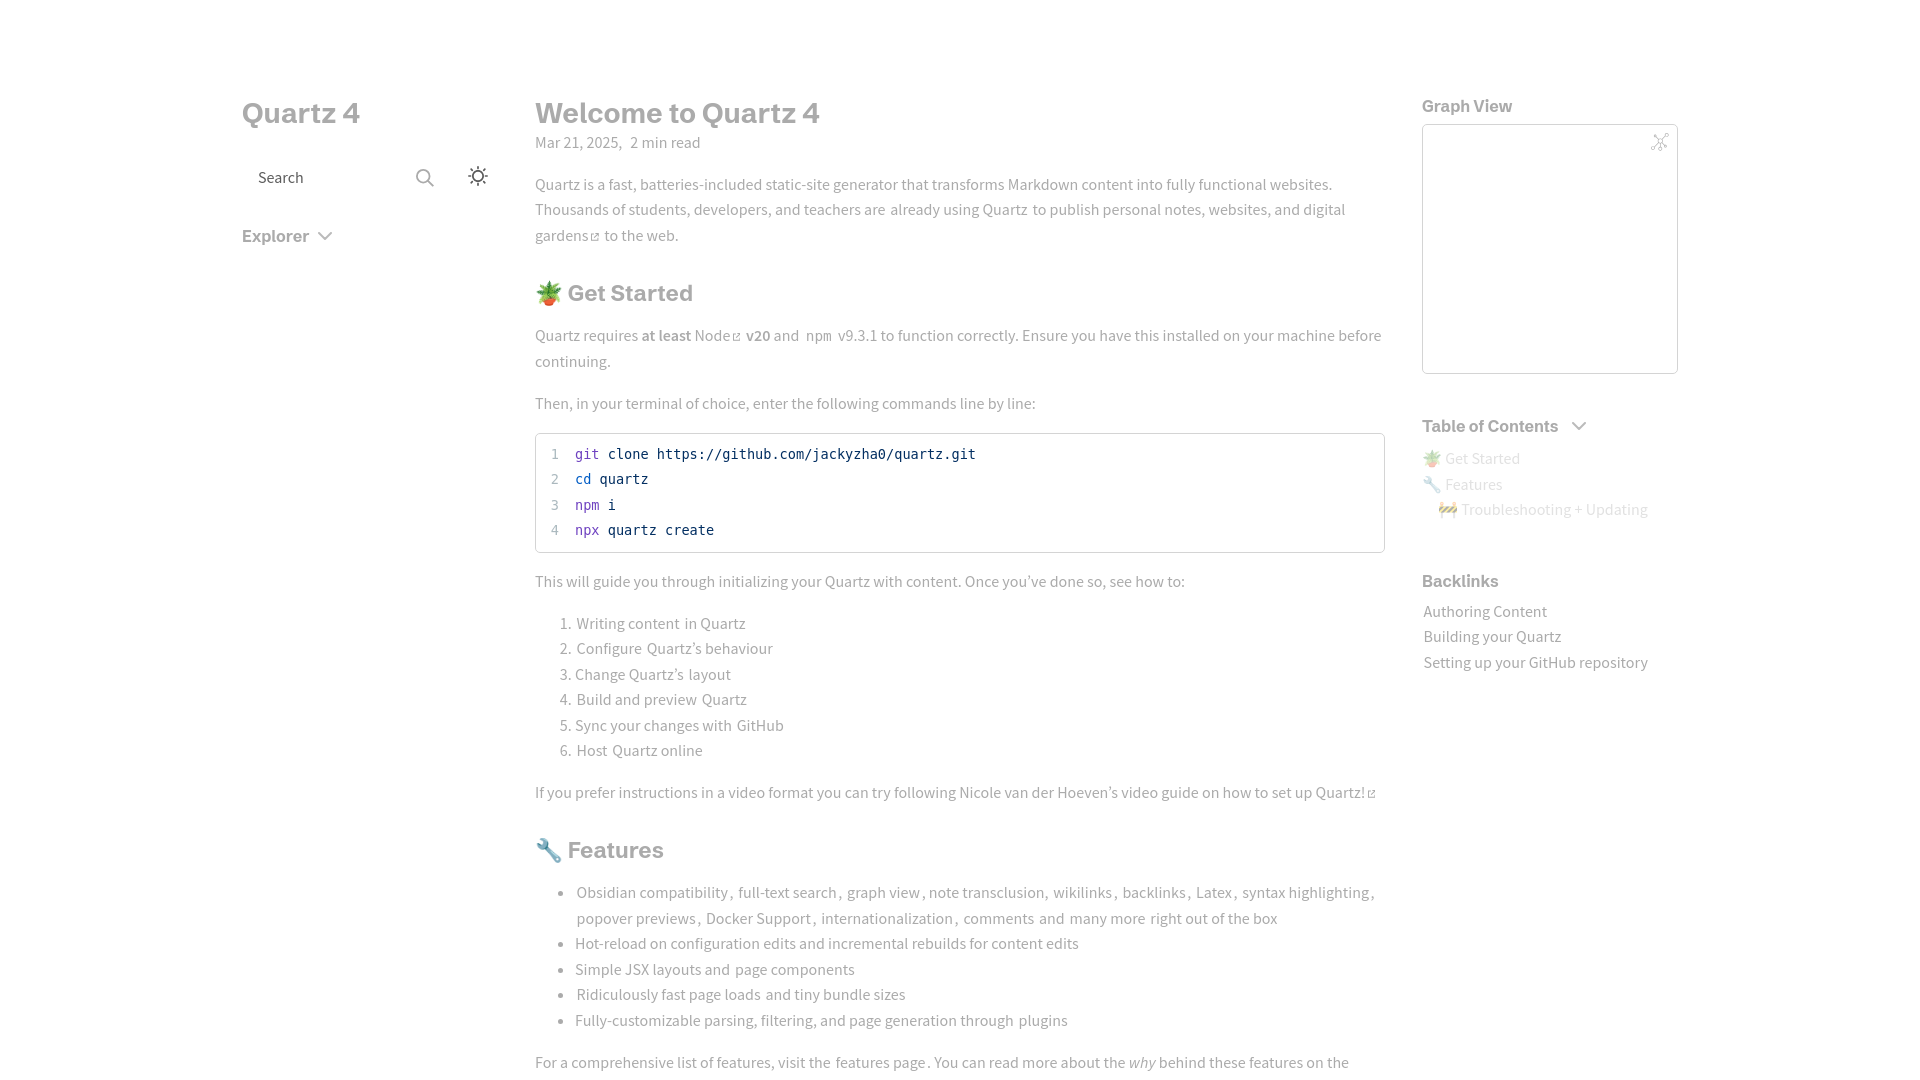 Quartz 4
Search
Explorer
Welcome to Quartz 4
Mar 21, 2025, 2 min read
Quartz is a fast, batteries-included static-site generator that transforms Markdown content into fully functional websites.
Thousands of students, developers, and teachers are already using Quartz to publish personal notes, websites, and digital
gardens to the web.
🪴 Get Started
Quartz requires at least Node v20 and npm v9.3.1 to function correctly. Ensure you have this installed on your machine before
continuing.
Then, in your terminal of choice, enter the following commands line by line:
1 git clone https://github.com/jackyzha0/quartz.git
2 cd quartz
3 npm i
4 npx quartz create
This will guide you through initializing your Quartz with content. Once you’ve done so, see how to:
1. Writing content in Quartz
2. Configure Quartz’s behaviour
3. Change Quartz’s layout
4. Build and preview Quartz
5. Sync your changes with GitHub
6. Host Quartz online
If you prefer instructions in a video format you can try following Nicole van der Hoeven’s video guide on how to set up Quartz!
🔧 Features
• Obsidian compatibility, full-text search, graph view, note transclusion, wikilinks, backlinks, Latex, syntax highlighting,
popover previews, Docker Support, internationalization, comments and many more right out of the box
• Hot-reload on configuration edits and incremental rebuilds for content edits
• Simple JSX layouts and page components
• Ridiculously fast page loads and tiny bundle sizes
• Fully-customizable parsing, filtering, and page generation through plugins
For a comprehensive list of features, visit the features page. You can read more about the why behind these features on the
Graph View
Table of Contents
🪴 Get Started
🔧 Features
🚧 Troubleshooting + Updating
Backlinks
Authoring Content
Building your Quartz
Setting up your GitHub repository